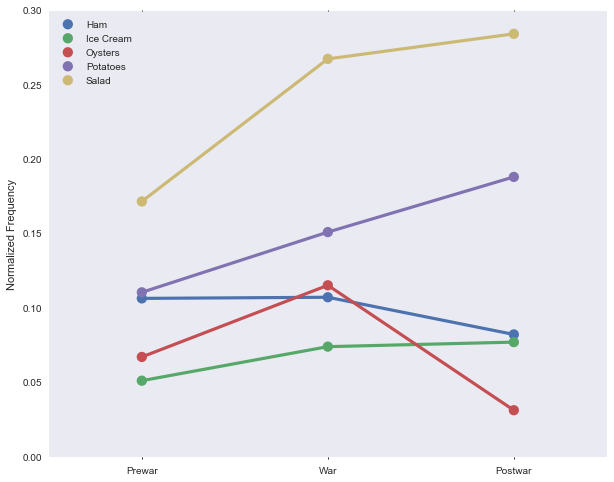 0.30
0.25
0.20
0.15
0.10
0.05
0.00
Normalized Frequency
Ham
Ice Cream
Oysters
Potatoes
Salad
Prewar
War
Postwar